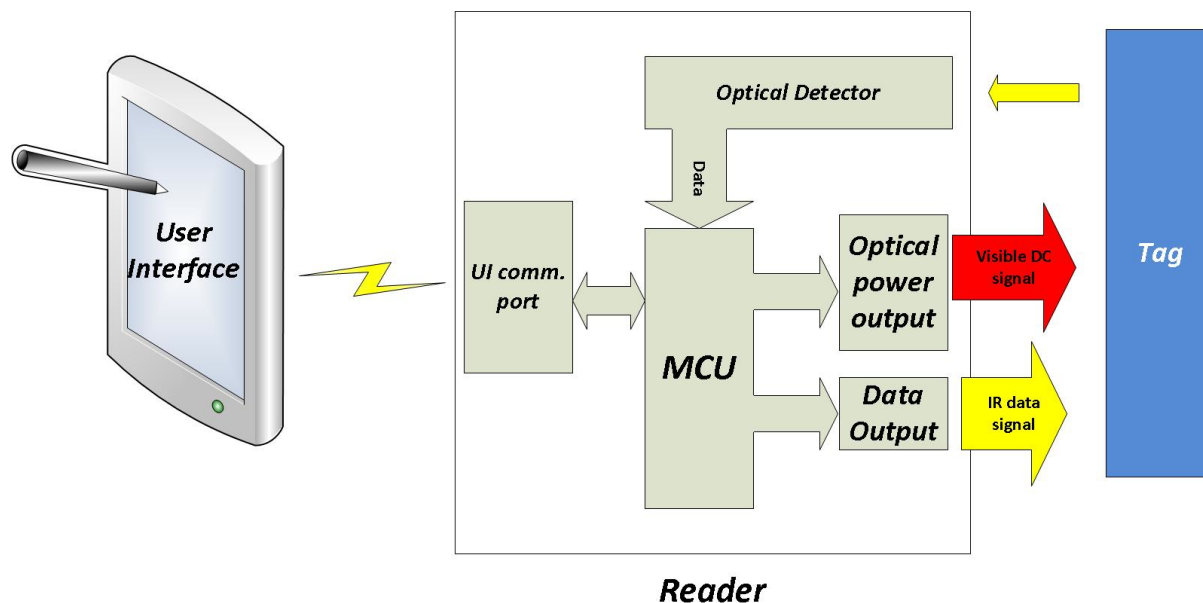 User
Interface
Optical Detector
Data
UI comm.
port
MCU
Optical
power
output
Data
Output
Visible DC
signal
IR data
signal
Tag
Reader